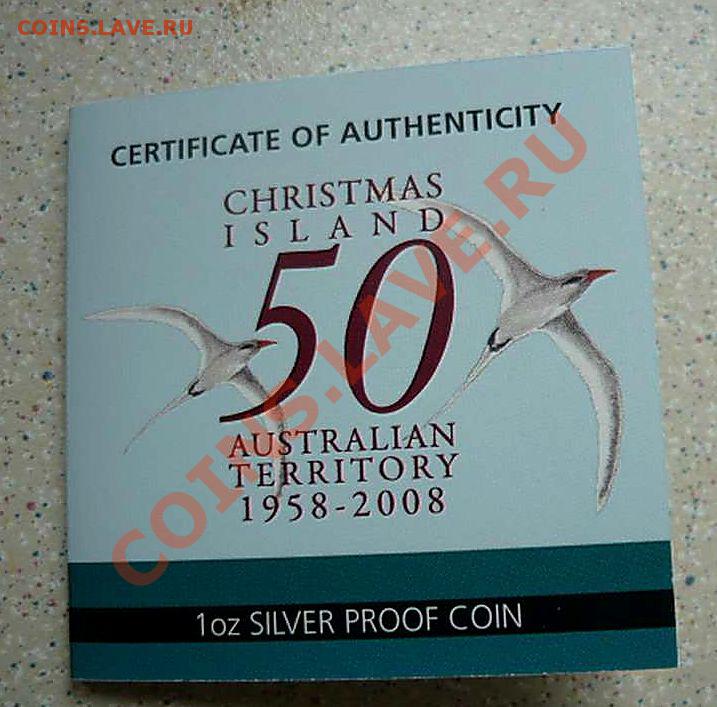 COINS.LAVE.RU
CERTIFICATE OF AUTHENTICITY
CHRISTMAS
ISLAND
50
AUSTRALIAN
TERRITORY
1958-2008
1oz SILVER PROOF COIN
COINS.LAVE.RU